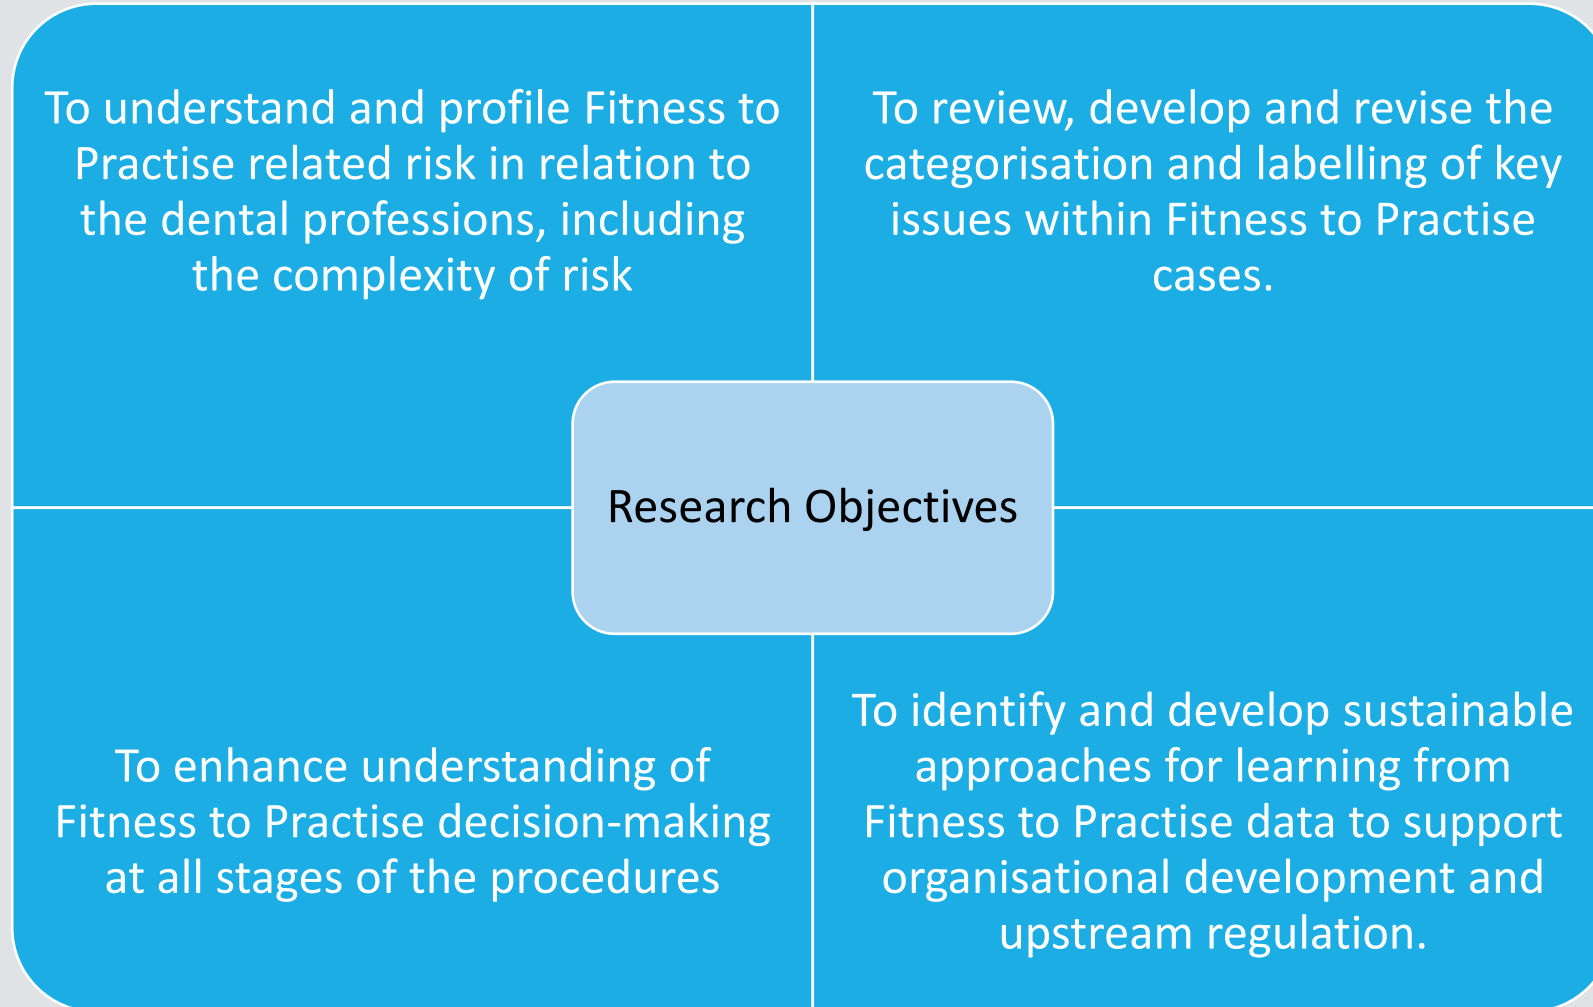 To understand and profile Fitness to
Practise related risk in relation to
the dental professions, including
the complexity of risk
To review, develop and revise the
categorisation and labelling of key
issues within Fitness to Practise
cases.
Research Objectives
To enhance understanding of
Fitness to Practise decision-making
at all stages of the procedures
To identify and develop sustainable
approaches for learning from
Fitness to Practise data to support
organisational development and
upstream regulation.